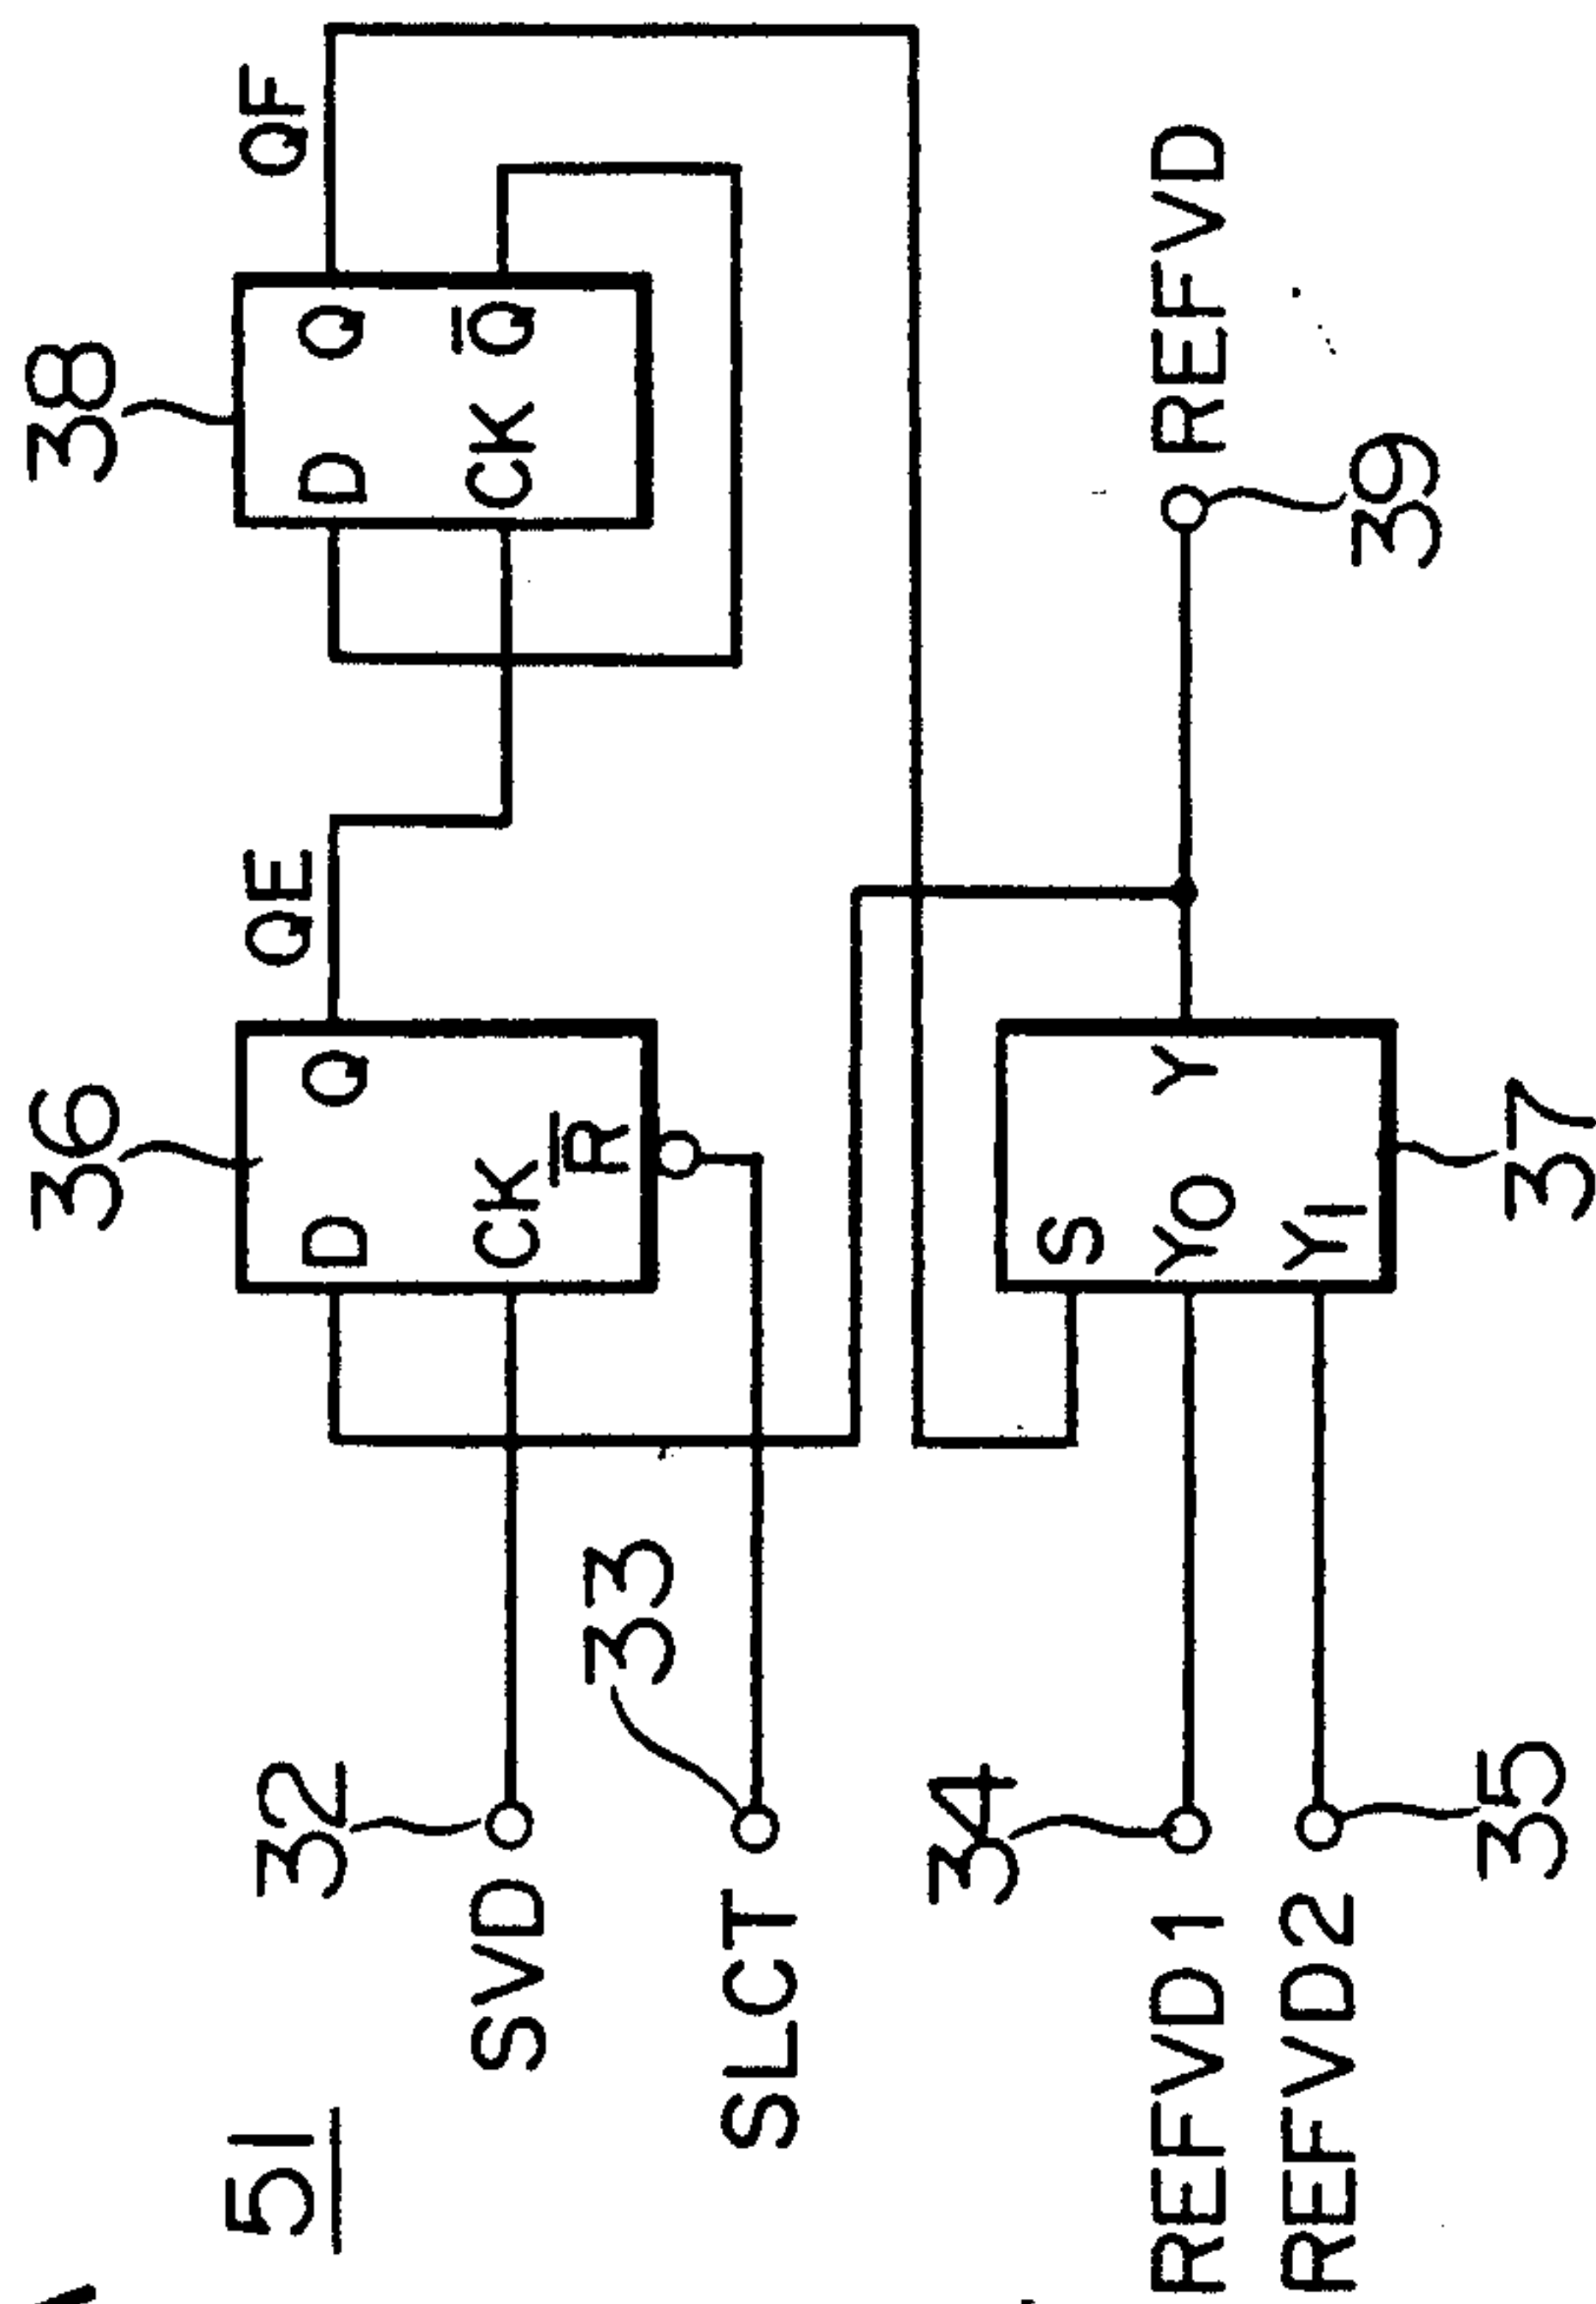 51
36
38
QE
QF
D
Q
D
Q
32
SVD
CK
CK
Q̅
R̅
33
SLCT
34
S
REFVD1
Y0
Y
REFVD
REFVD2
Y1
39
35
37